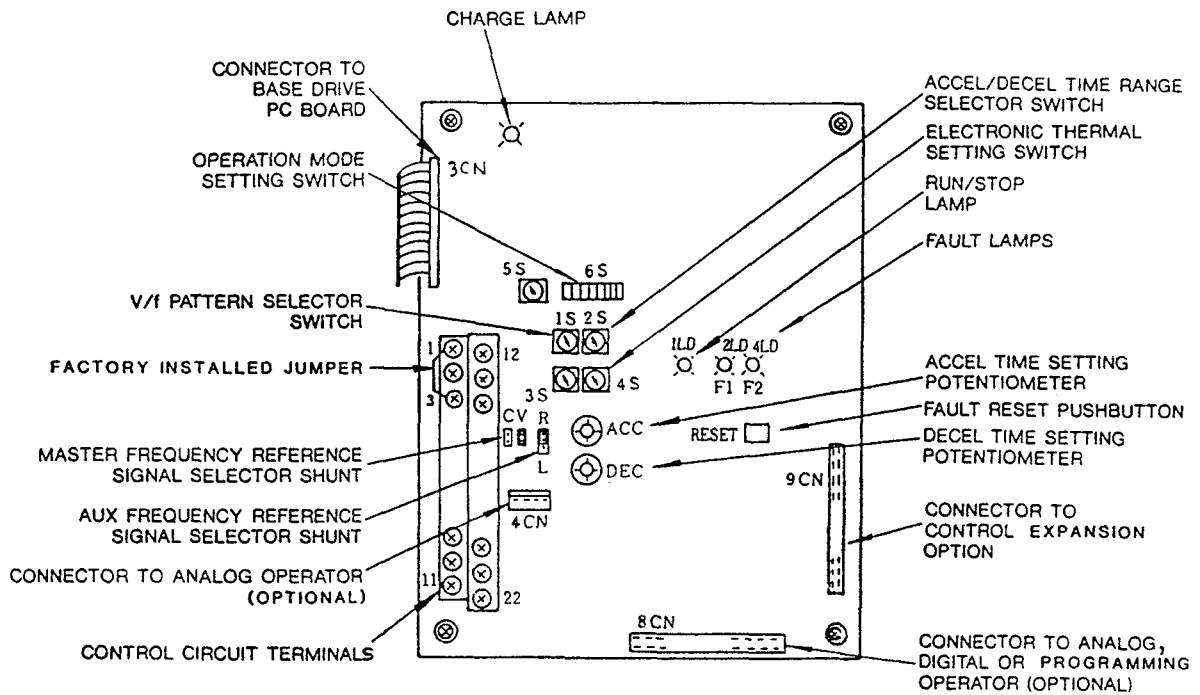 CHARGE LAMP
CONNECTOR TO
BASE DRIVE
PC BOARD
OPERATION MODE
SETTING SWITCH
V/f PATTERN SELECTOR
SWITCH
FACTORY INSTALLED JUMPER
MASTER FREQUENCY REFERENCE
SIGNAL SELECTOR SHUNT
AUX FREQUENCY REFERENCE
SIGNAL SELECTOR SHUNT
CONNECTOR TO ANALOG OPERATOR
(OPTIONAL)
CONTROL CIRCUIT TERMINALS
3CN
5S
6S
1S 2S
3S
4S
1
3
12
11
22
CV
R
L
4CN
ACC
DEC
1LD
2LD 4LD
F1 F2
RESET
9CN
8CN
ACCEL/DECEL TIME RANGE
SELECTOR SWITCH
ELECTRONIC THERMAL
SETTING SWITCH
RUN/STOP
LAMP
FAULT LAMPS
ACCEL TIME SETTING
POTENTIOMETER
FAULT RESET PUSHBUTTON
DECEL TIME SETTING
POTENTIOMETER
CONNECTOR TO
CONTROL EXPANSION
OPTION
CONNECTOR TO ANALOG,
DIGITAL OR PROGRAMMING
OPERATOR (OPTIONAL)